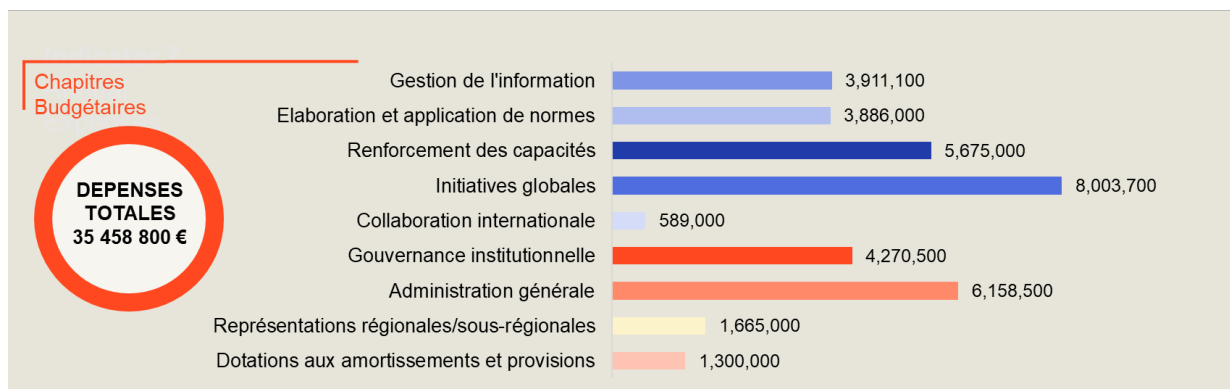 Chapitres
Budgétaires
DEPENSES
TOTALES
35 458 800 €
Gestion de l'information 3,911,100
Elaboration et application de normes 3,886,000
Renforcement des capacités 5,675,000
Initiatives globales 8,003,700
Collaboration internationale 589,000
Gouvernance institutionnelle 4,270,500
Administration générale 6,158,500
Représentations régionales/sous-régionales 1,665,000
Dotations aux amortissements et provisions 1,300,000